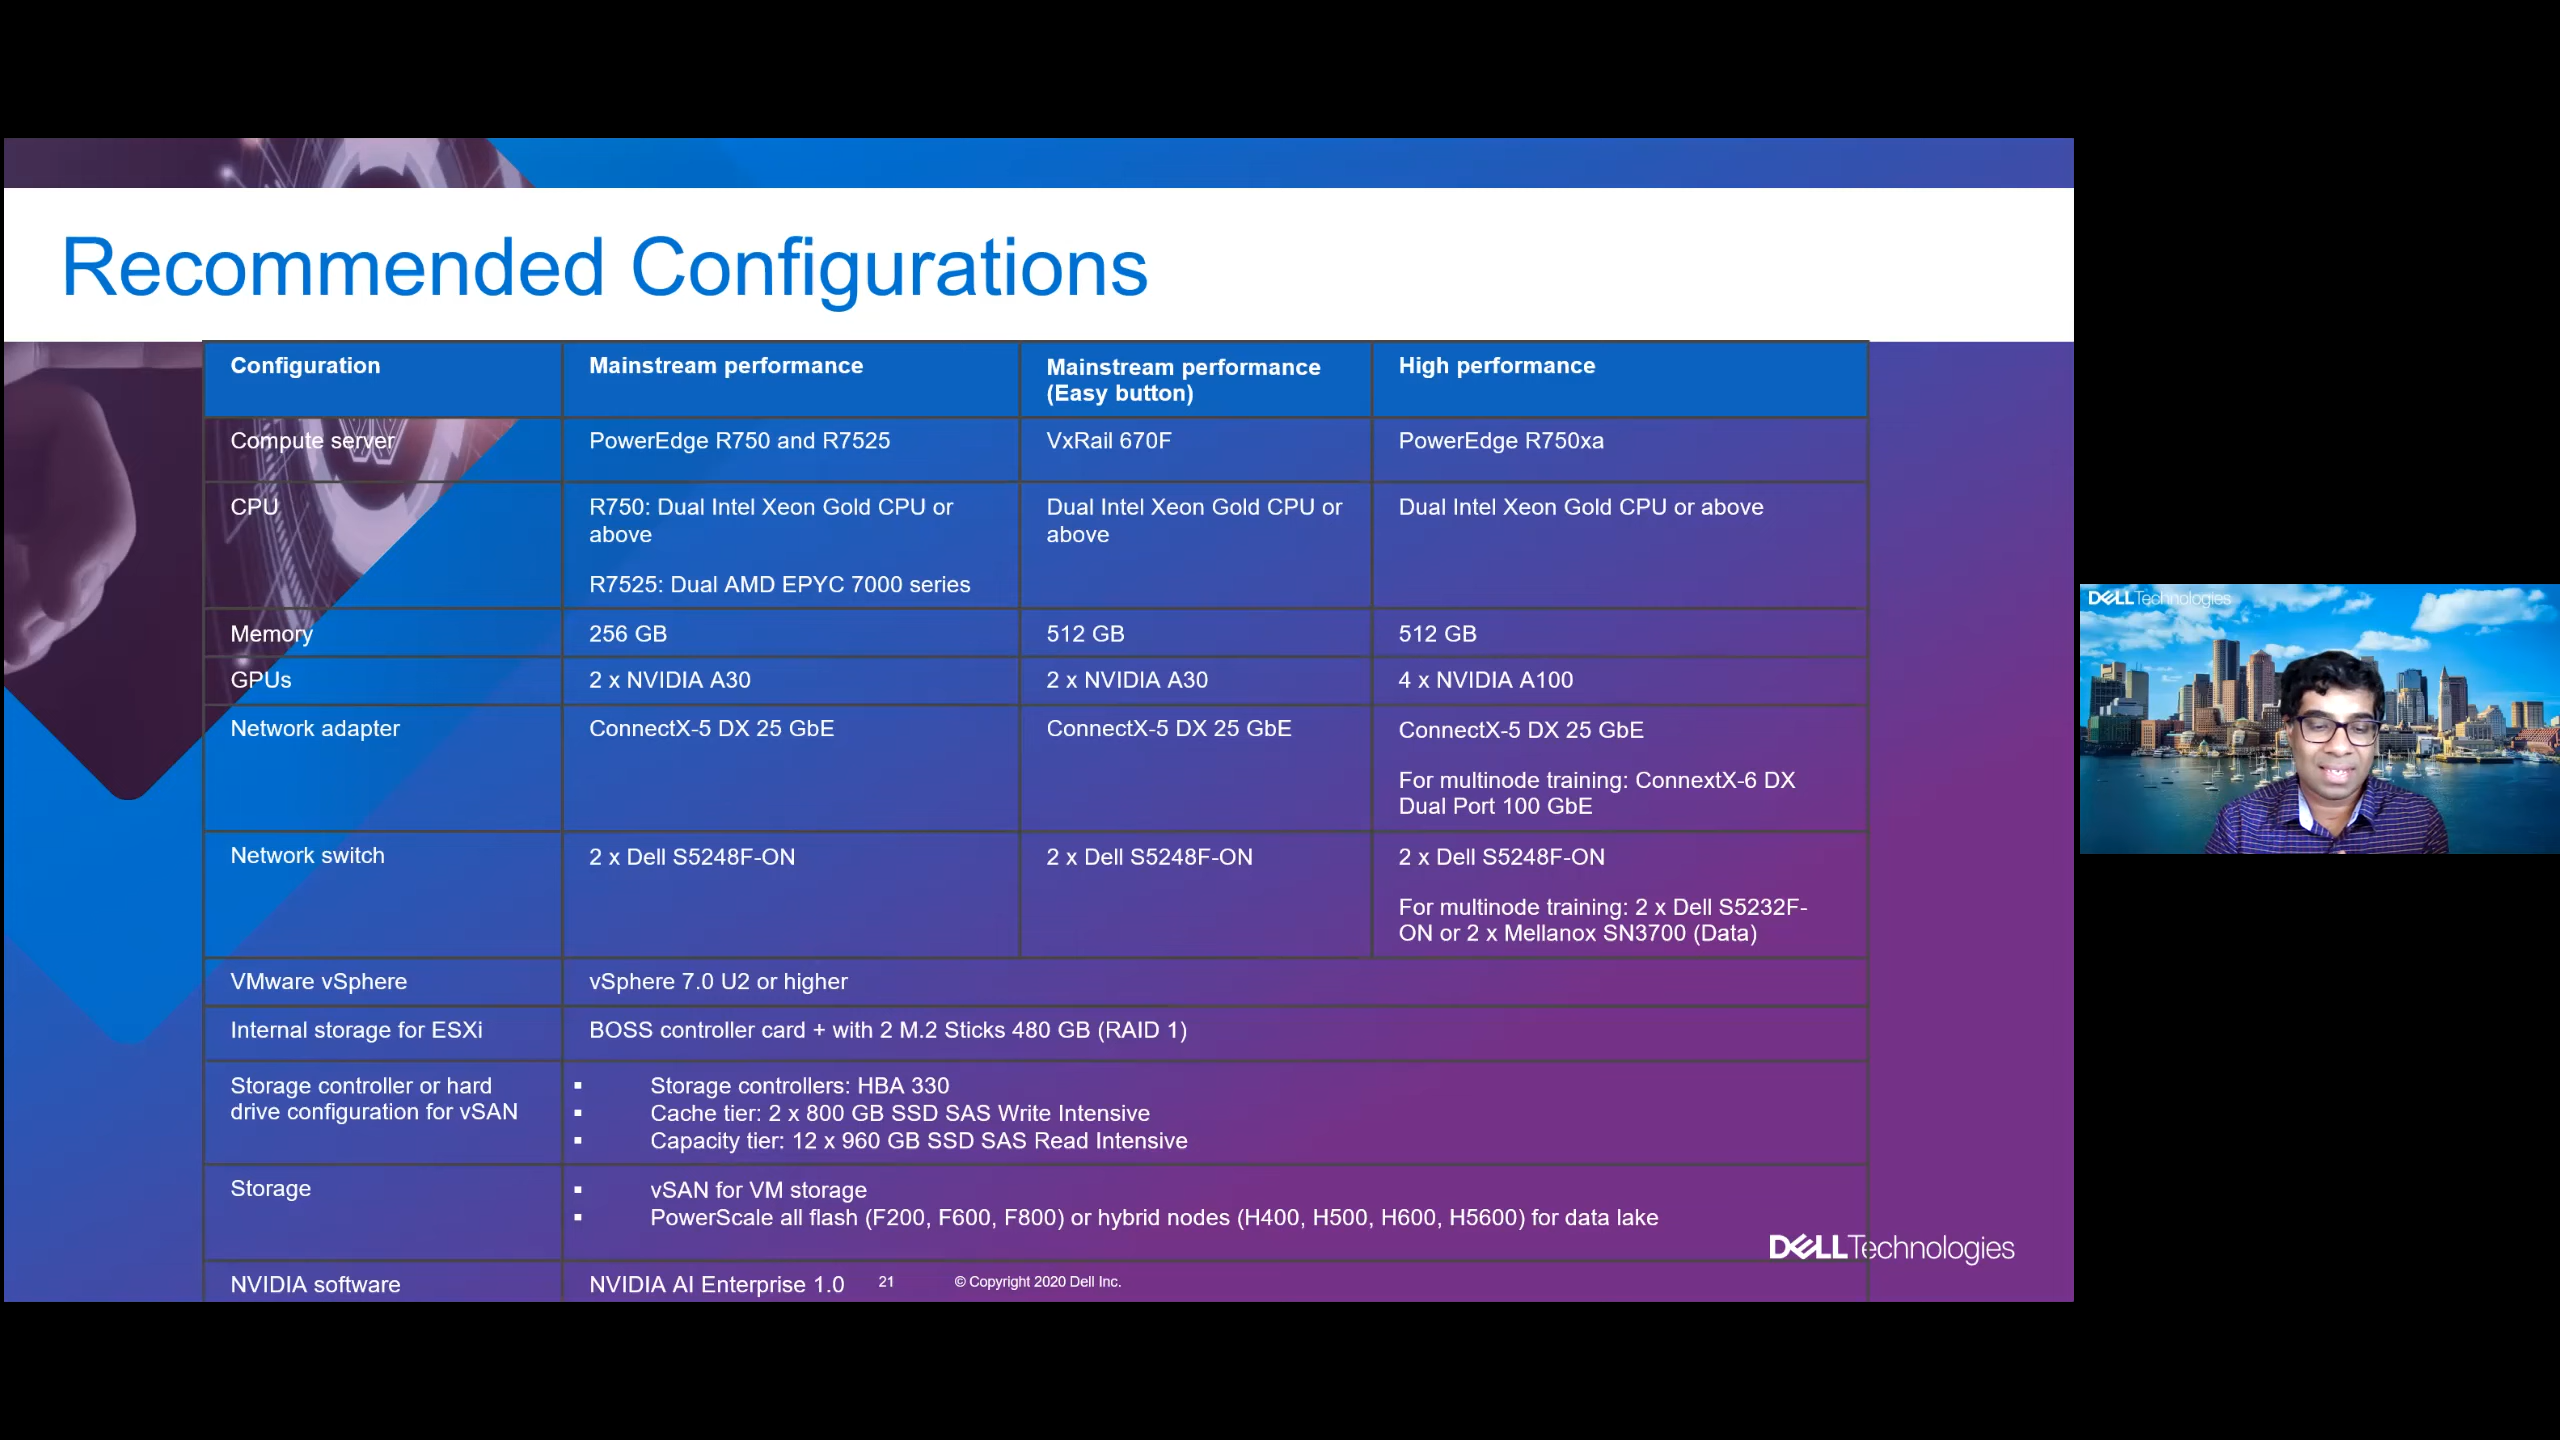 Recommended Configurations
Configuration
Mainstream performance
Mainstream performance
(Easy button)
High performance
Compute server
PowerEdge R750 and R7525
VxRail 670F
PowerEdge R750xa
CPU
R750: Dual Intel Xeon Gold CPU or
above
R7525: Dual AMD EPYC 7000 series
Dual Intel Xeon Gold CPU or
above
Dual Intel Xeon Gold CPU or above
Memory
256 GB
512 GB
512 GB
GPUs
2 x NVIDIA A30
2 x NVIDIA A30
4 x NVIDIA A100
Network adapter
ConnectX-5 DX 25 GbE
ConnectX-5 DX 25 GbE
ConnectX-5 DX 25 GbE
For multinode training: ConnextX-6 DX
Dual Port 100 GbE
Network switch
2 x Dell S5248F-ON
2 x Dell S5248F-ON
2 x Dell S5248F-ON
For multinode training: 2 x Dell S5232F-
ON or 2 x Mellanox SN3700 (Data)
VMware vSphere
vSphere 7.0 U2 or higher
Internal storage for ESXi
BOSS controller card + with 2 M.2 Sticks 480 GB (RAID 1)
Storage controller or hard
drive configuration for vSAN
▪ Storage controllers: HBA 330
▪ Cache tier: 2 x 800 GB SSD SAS Write Intensive
▪ Capacity tier: 12 x 960 GB SSD SAS Read Intensive
Storage
▪ vSAN for VM storage
▪ PowerScale all flash (F200, F600, F800) or hybrid nodes (H400, H500, H600, H5600) for data lake
NVIDIA software
NVIDIA AI Enterprise 1.0
21
© Copyright 2020 Dell Inc.
DELL Technologies
DELL Technologies